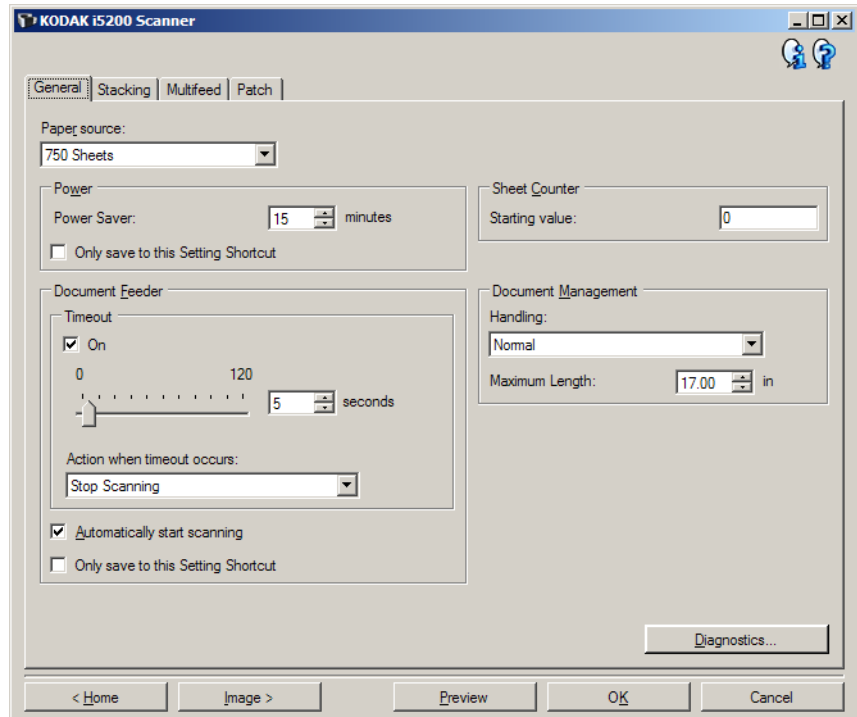 KODAK i5200 Scanner
General Stacking Multifeed Patch
Paper source:
750 Sheets
Power
Power Saver: 15 minutes
Only save to this Setting Shortcut
Sheet Counter
Starting value: 0
Document Feeder
Timeout
On
0 120
5 seconds
Action when timeout occurs:
Stop Scanning
Automatically start scanning
Only save to this Setting Shortcut
Document Management
Handling:
Normal
Maximum Length: 17.00 in
Diagnostics...
< Home Image > Preview OK Cancel